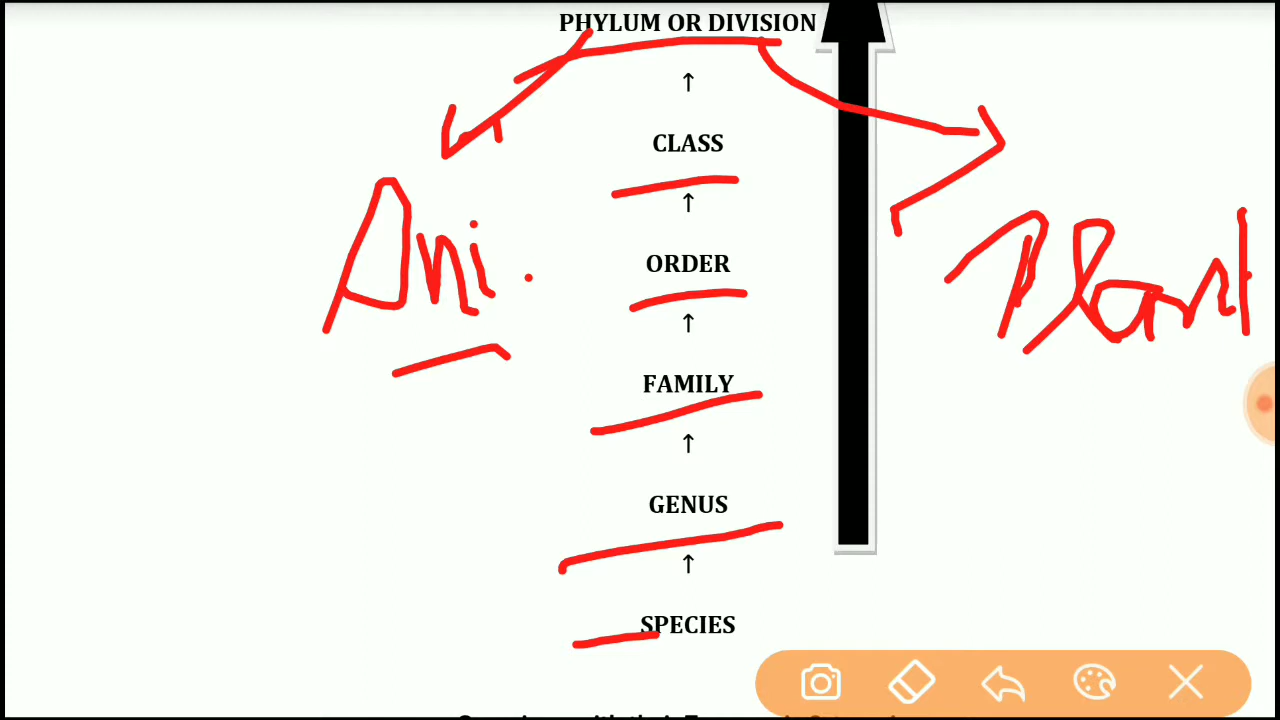 PHYLUM OR DIVISION
↑
CLASS
↑
Ani.
Plant
ORDER
↑
FAMILY
↑
GENUS
↑
SPECIES